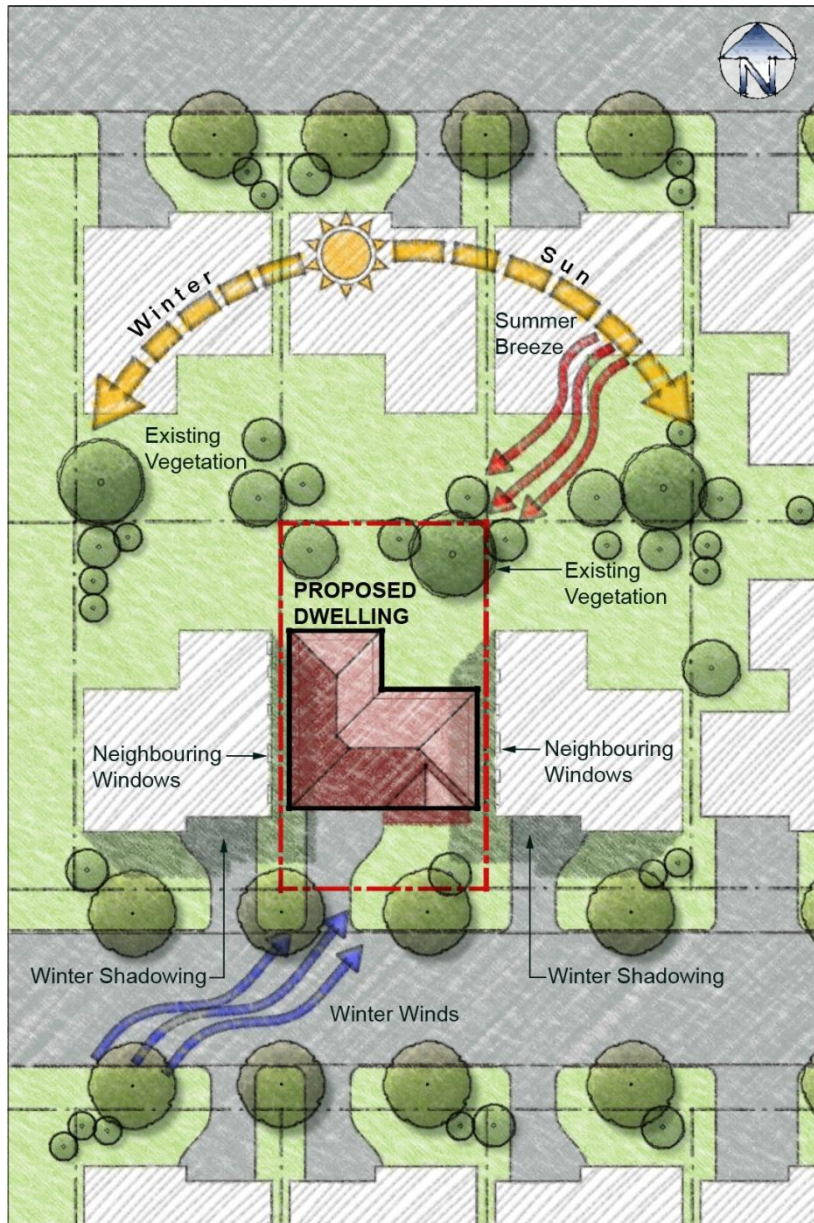 N
Winter
Sun
Summer
Breeze
Existing
Vegetation
Existing
Vegetation
PROPOSED
DWELLING
Neighbouring
Windows
Neighbouring
Windows
Winter Shadowing
Winter Shadowing
Winter Winds